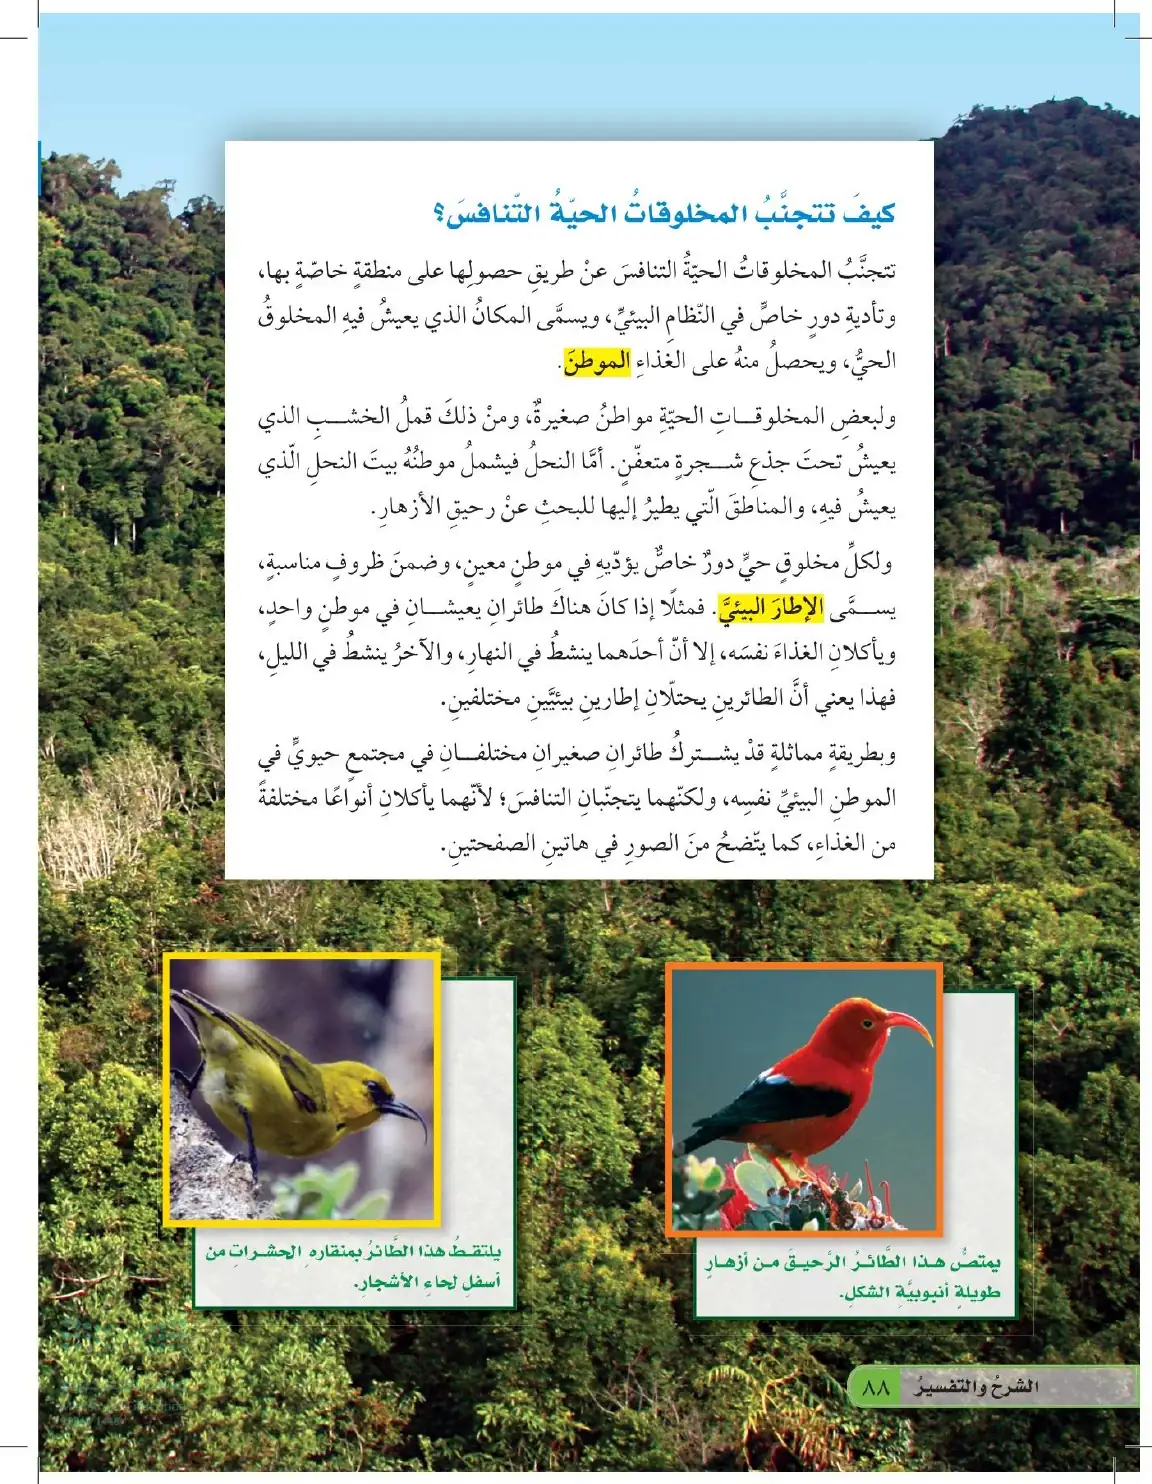 كيفَ تتجنَّبُ المخلوقاتُ الحيّةُ التّنافسَ؟
تتجنَّبُ المخلوقاتُ الحيّةُ التنافسَ عنْ طريقِ حصولِها على منطقةٍ خاصّةٍ بها،
وتأديةِ دورٍ خاصٍّ في النّظامِ البيئيِّ، ويسمَّى المكانُ الذي يعيشُ فيهِ المخلوقُ
الحيُّ، ويحصلُ منهُ على الغذاءِ الموطنَ.
ولبعضِ المخلوقاتِ الحيّةِ مواطنُ صغيرةٌ، ومنْ ذلكَ قملُ الخشبِ الذي
يعيشُ تحتَ جذعِ شجرةٍ متعفّنٍ. أمَّا النحلُ فيشملُ موطنُهُ بيتَ النحلِ الّذي
يعيشُ فيهِ، والمناطقَ الّتي يطيرُ إليها للبحثِ عنْ رحيقِ الأزهارِ.
ولكلِّ مخلوقٍ حيٍّ دورٌ خاصٌّ يؤدّيهِ في موطنٍ معينٍ، وضمنَ ظروفٍ مناسبةٍ،
يسمَّى الإطارَ البيئيَّ. فمثلًا إذا كانَ هناكَ طائرانِ يعيشانِ في موطنٍ واحدٍ،
ويأكلانِ الغذاءَ نفسَه، إلا أنّ أحدَهما ينشطُ في النهارِ، والآخرُ ينشطُ في الليلِ،
فهذا يعني أنَّ الطائرينِ يحتلّانِ إطارينِ بيئيَّينِ مختلفينِ.
وبطريقةٍ مماثلةٍ قدْ يشتركُ طائرانِ صغيرانِ مختلفانِ في مجتمعٍ حيويٍّ في
الموطنِ البيئيِّ نفسِه، ولكنّهما يتجنّبانِ التنافسَ؛ لأنّهما يأكلانِ أنواعًا مختلفةً
من الغذاءِ، كما يتّضحُ منَ الصورِ في هاتينِ الصفحتينِ.
يمتصُّ هذا الطّائرُ الرَّحيقَ من أزهارٍ
طويلةٍ أنبوبيَّةِ الشكلِ.
يلتقطُ هذا الطَّائرُ بمنقارهِ الحشراتِ من
أسفلِ لحاءِ الأشجارِ.
الشرحُ والتفسيرُ ٨٨